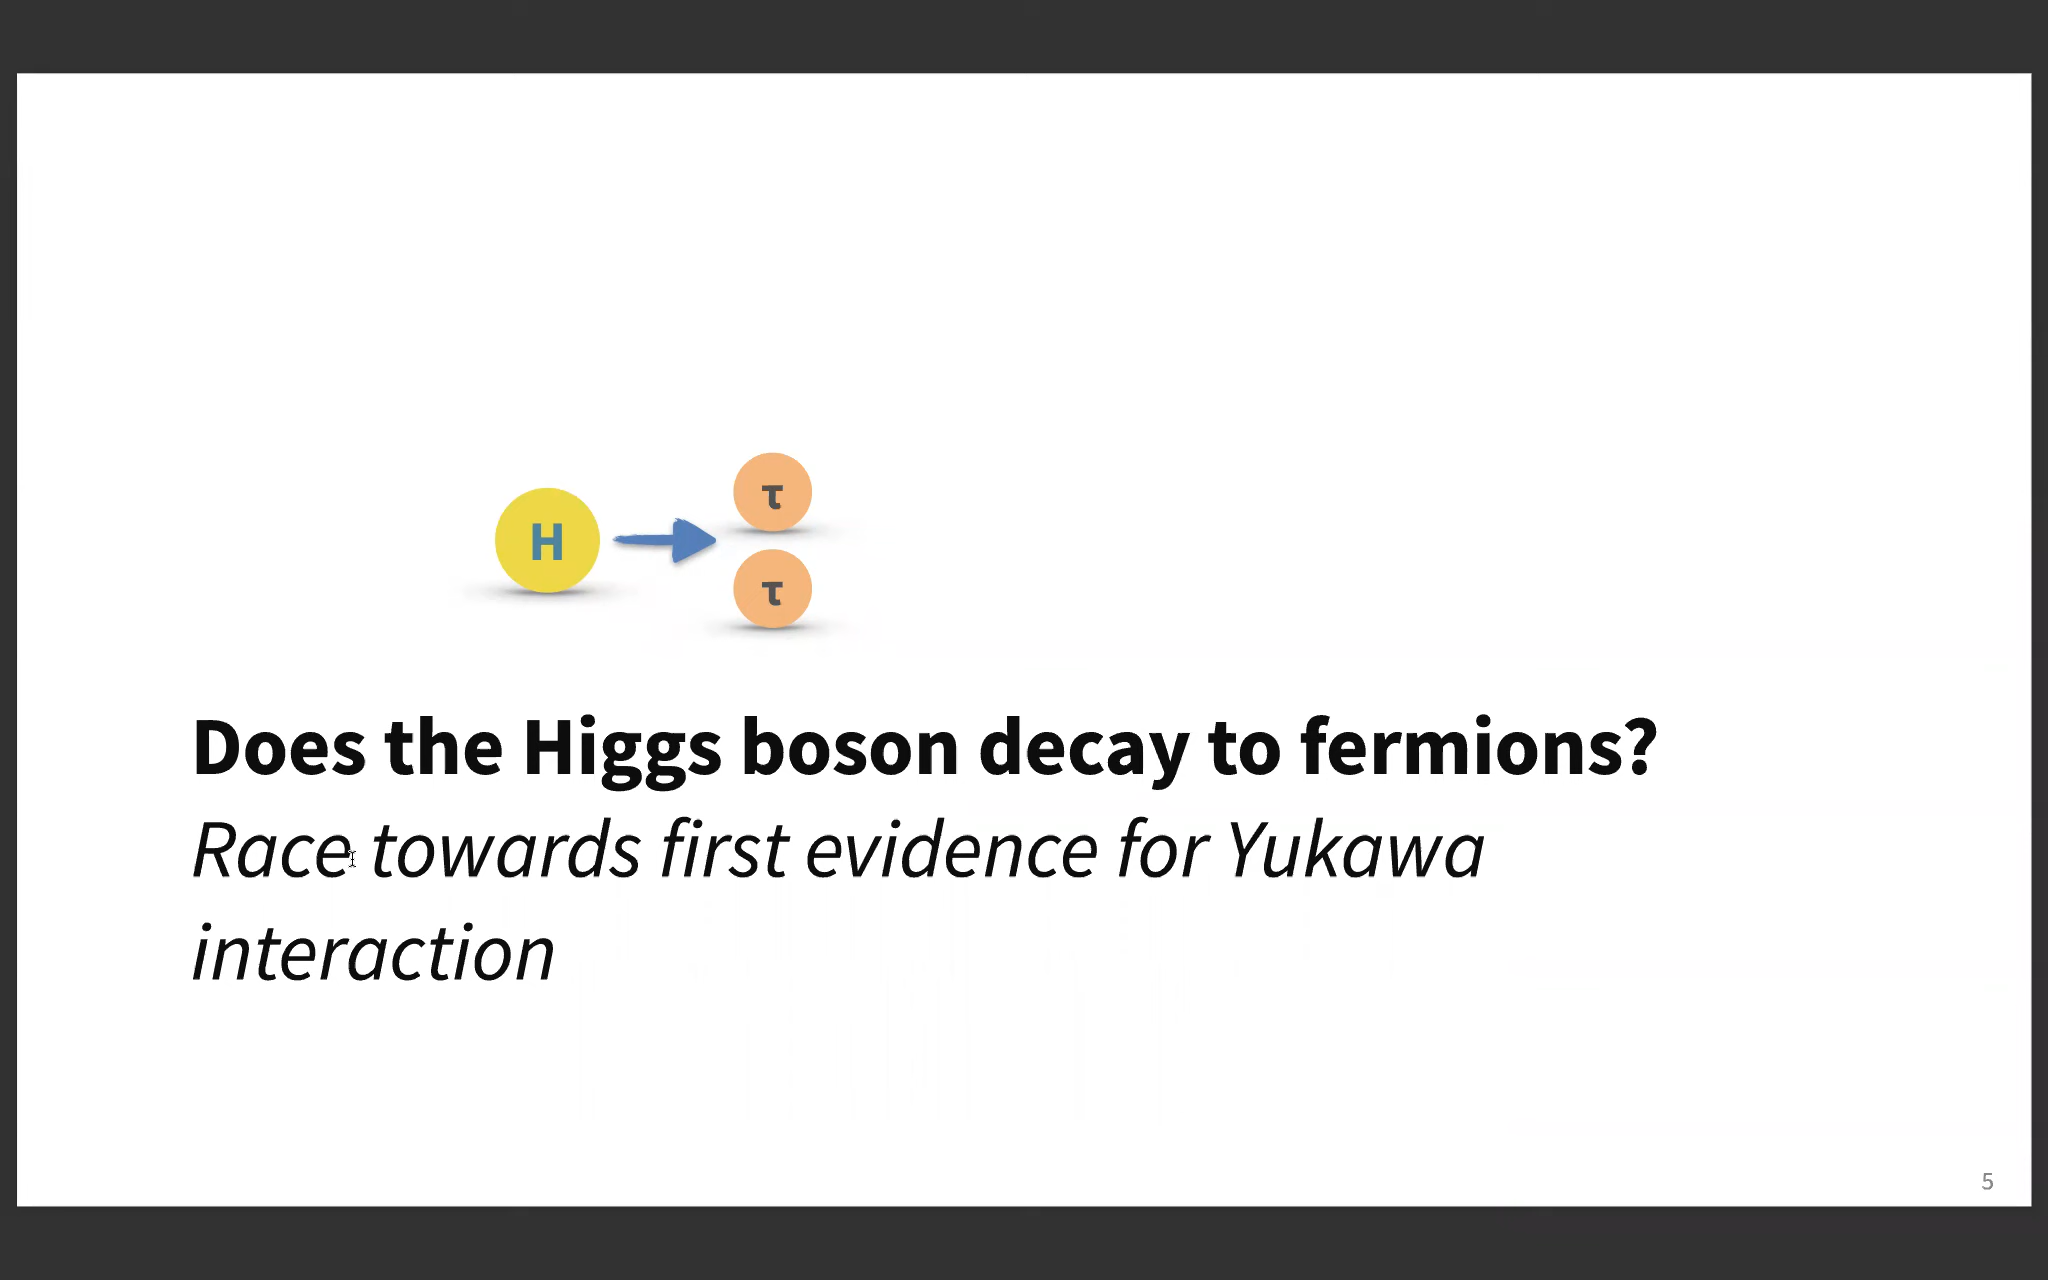 τ
H
τ
Does the Higgs boson decay to fermions?
Race towards first evidence for Yukawa
interaction
5